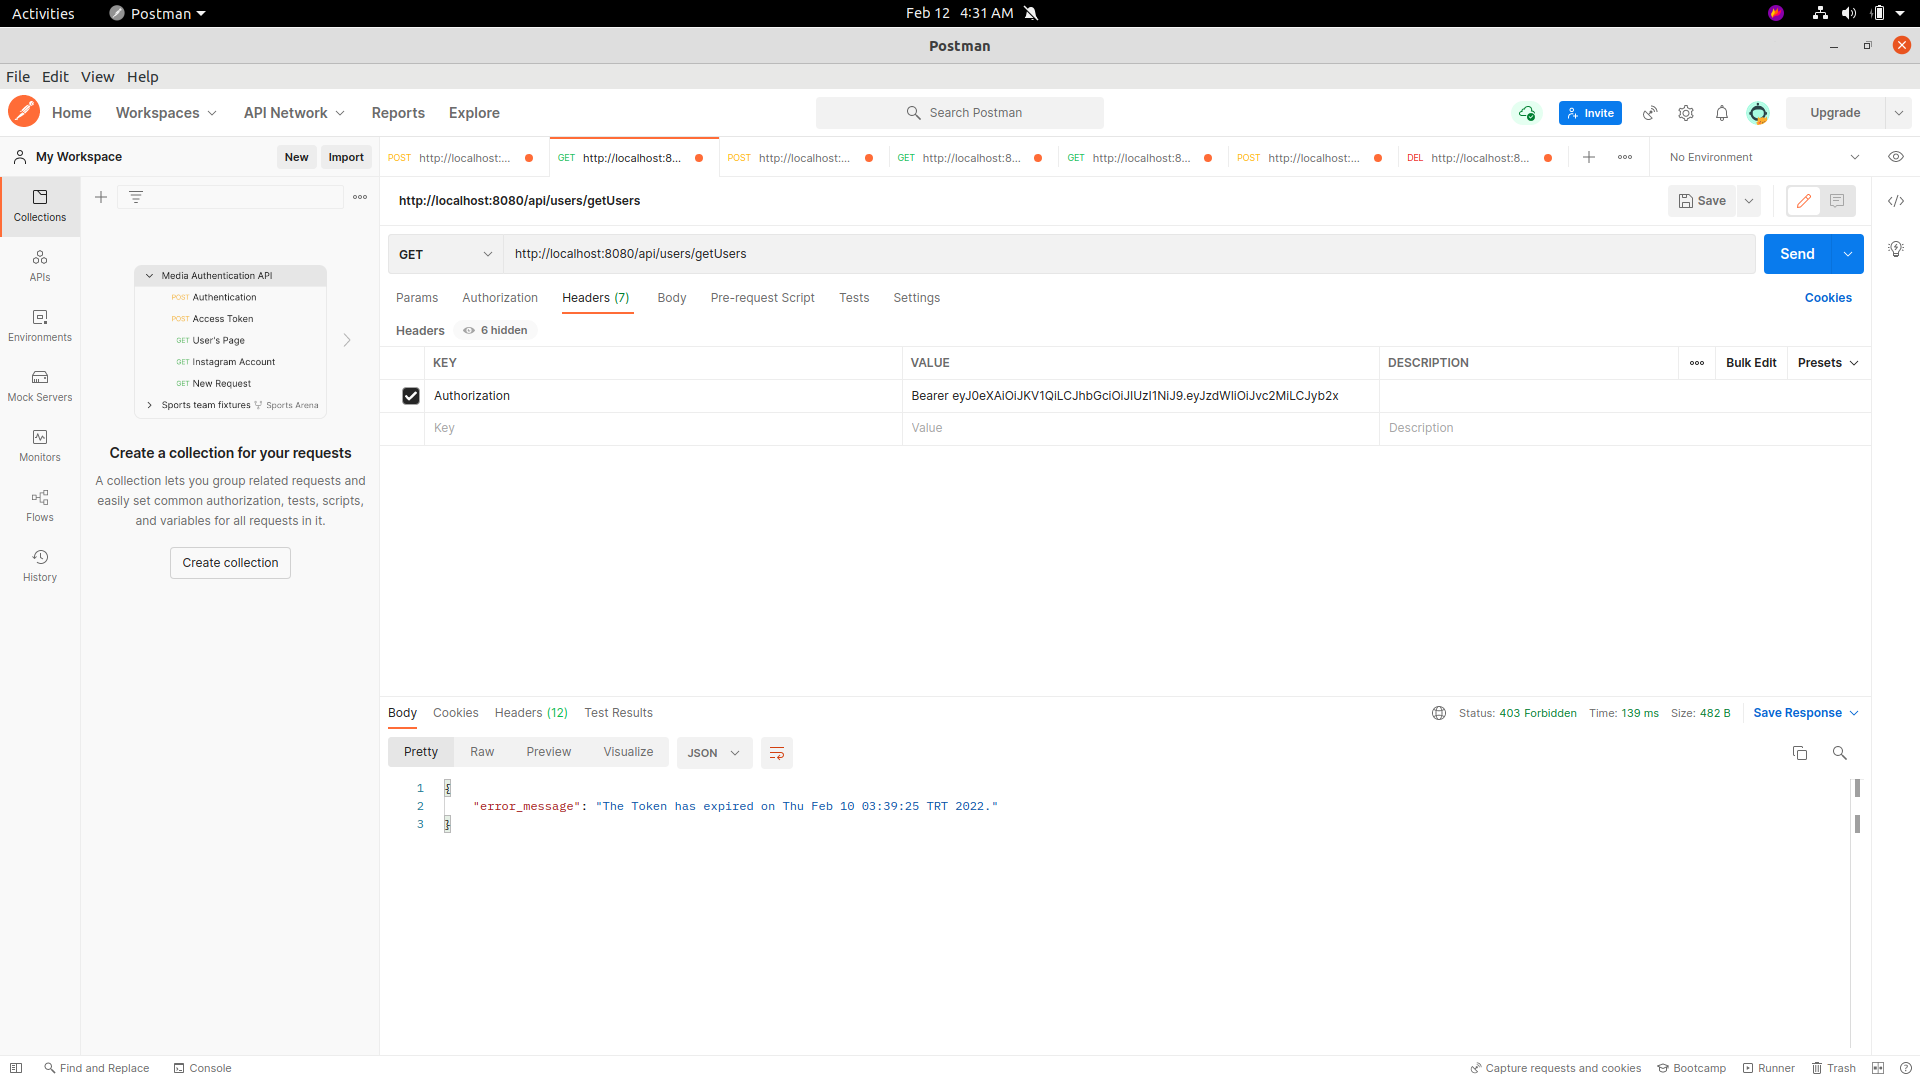 Activities Postman Feb 12 4:31 AM
Postman
File Edit View Help
Home Workspaces API Network Reports Explore Search Postman Invite Upgrade
My Workspace New Import
POST http://localhost:... GET http://localhost:8... POST http://localhost:... GET http://localhost:8... GET http://localhost:8... POST http://localhost:... DEL http://localhost:8... No Environment
Collections
APIs
Environments
Mock Servers
Monitors
Flows
History
Media Authentication API
POST Authentication
POST Access Token
GET User's Page
GET Instagram Account
GET New Request
Sports team fixtures Sports Arena
Create a collection for your requests
A collection lets you group related requests and
easily set common authorization, tests, scripts,
and variables for all requests in it.
Create collection
http://localhost:8080/api/users/getUsers Save
GET http://localhost:8080/api/users/getUsers Send
Params Authorization Headers (7) Body Pre-request Script Tests Settings Cookies
Headers 6 hidden
KEY VALUE DESCRIPTION Bulk Edit Presets
Authorization Bearer eyJ0eXAiOiJKV1QiLCJhbGciOiJIUzI1NiJ9.eyJzdWIiOiJvc2MiLCJyb2x
Key Value Description
Body Cookies Headers (12) Test Results Status: 403 Forbidden Time: 139 ms Size: 482 B Save Response
Pretty Raw Preview Visualize JSON
1 {
2 "error_message": "The Token has expired on Thu Feb 10 03:39:25 TRT 2022."
3 }
Find and Replace Console Capture requests and cookies Bootcamp Runner Trash